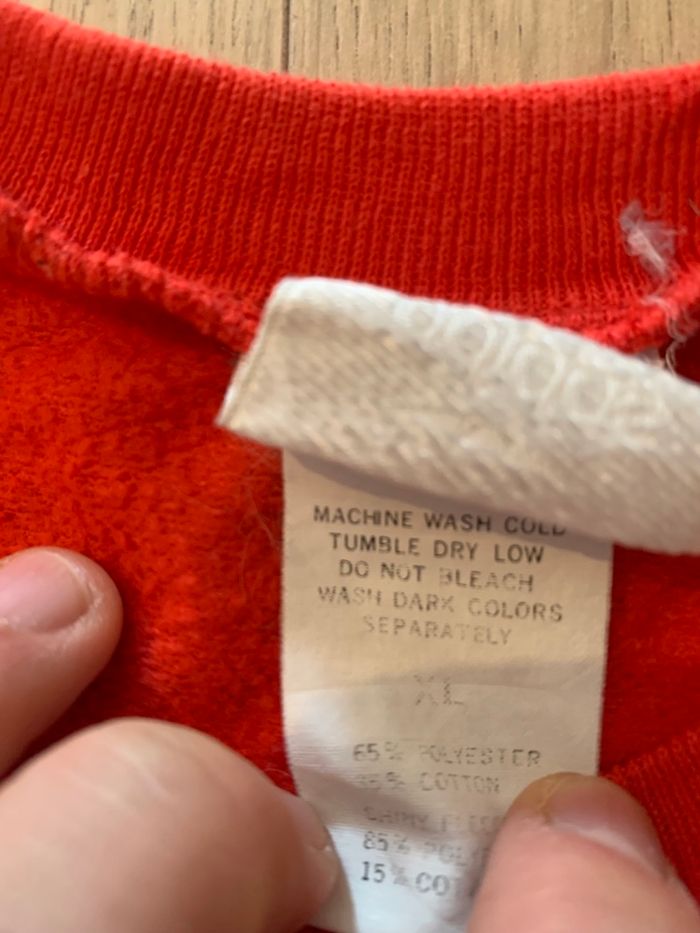 MACHINE WASH COLD
TUMBLE DRY LOW
DO NOT BLEACH
WASH DARK COLORS
SEPARATELY
XL
65% POLYESTER
35% COTTON
85%
15%